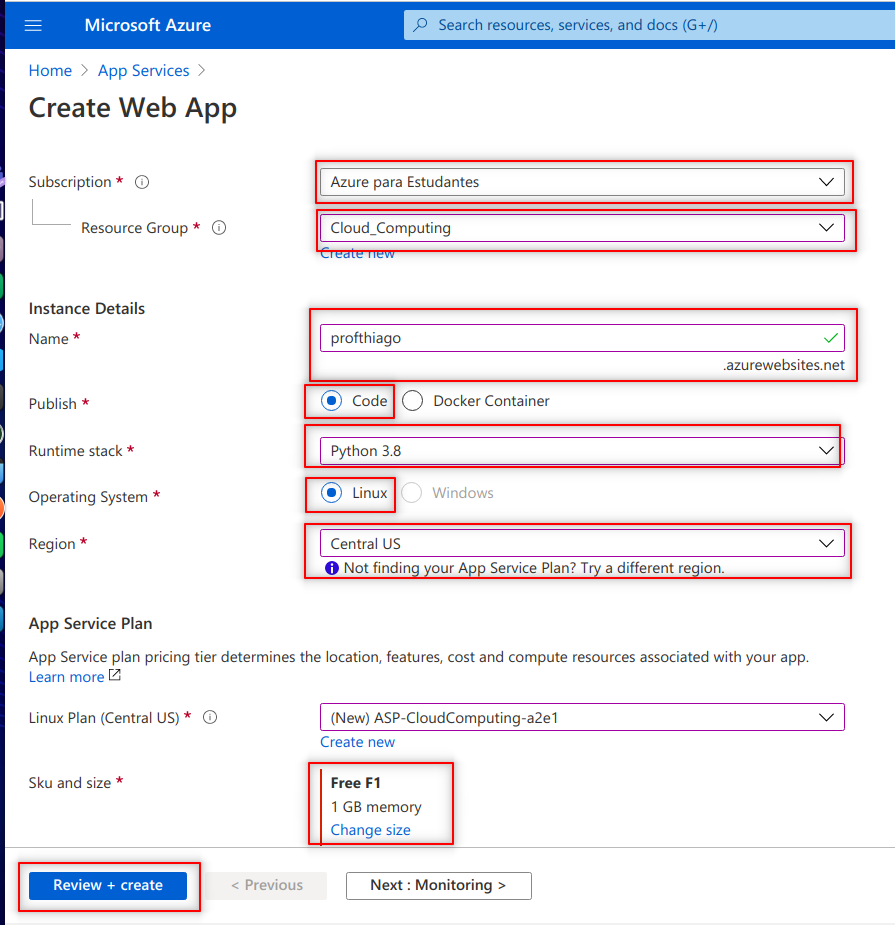 Microsoft Azure
Search resources, services, and docs (G+/)
Home > App Services >
Create Web App
Subscription *
Azure para Estudantes
Resource Group *
Cloud_Computing
Create new
Instance Details
Name *
profthiago
.azurewebsites.net
Publish *
Code
Docker Container
Runtime stack *
Python 3.8
Operating System *
Linux
Windows
Region *
Central US
Not finding your App Service Plan? Try a different region.
App Service Plan
App Service plan pricing tier determines the location, features, cost and compute resources associated with your app.
Learn more
Linux Plan (Central US) *
(New) ASP-CloudComputing-a2e1
Create new
Sku and size *
Free F1
1 GB memory
Change size
Review + create
< Previous
Next : Monitoring >